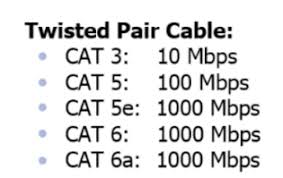 Twisted Pair Cable:
• CAT 3: 10 Mbps
• CAT 5: 100 Mbps
• CAT 5e: 1000 Mbps
• CAT 6: 1000 Mbps
• CAT 6a: 1000 Mbps